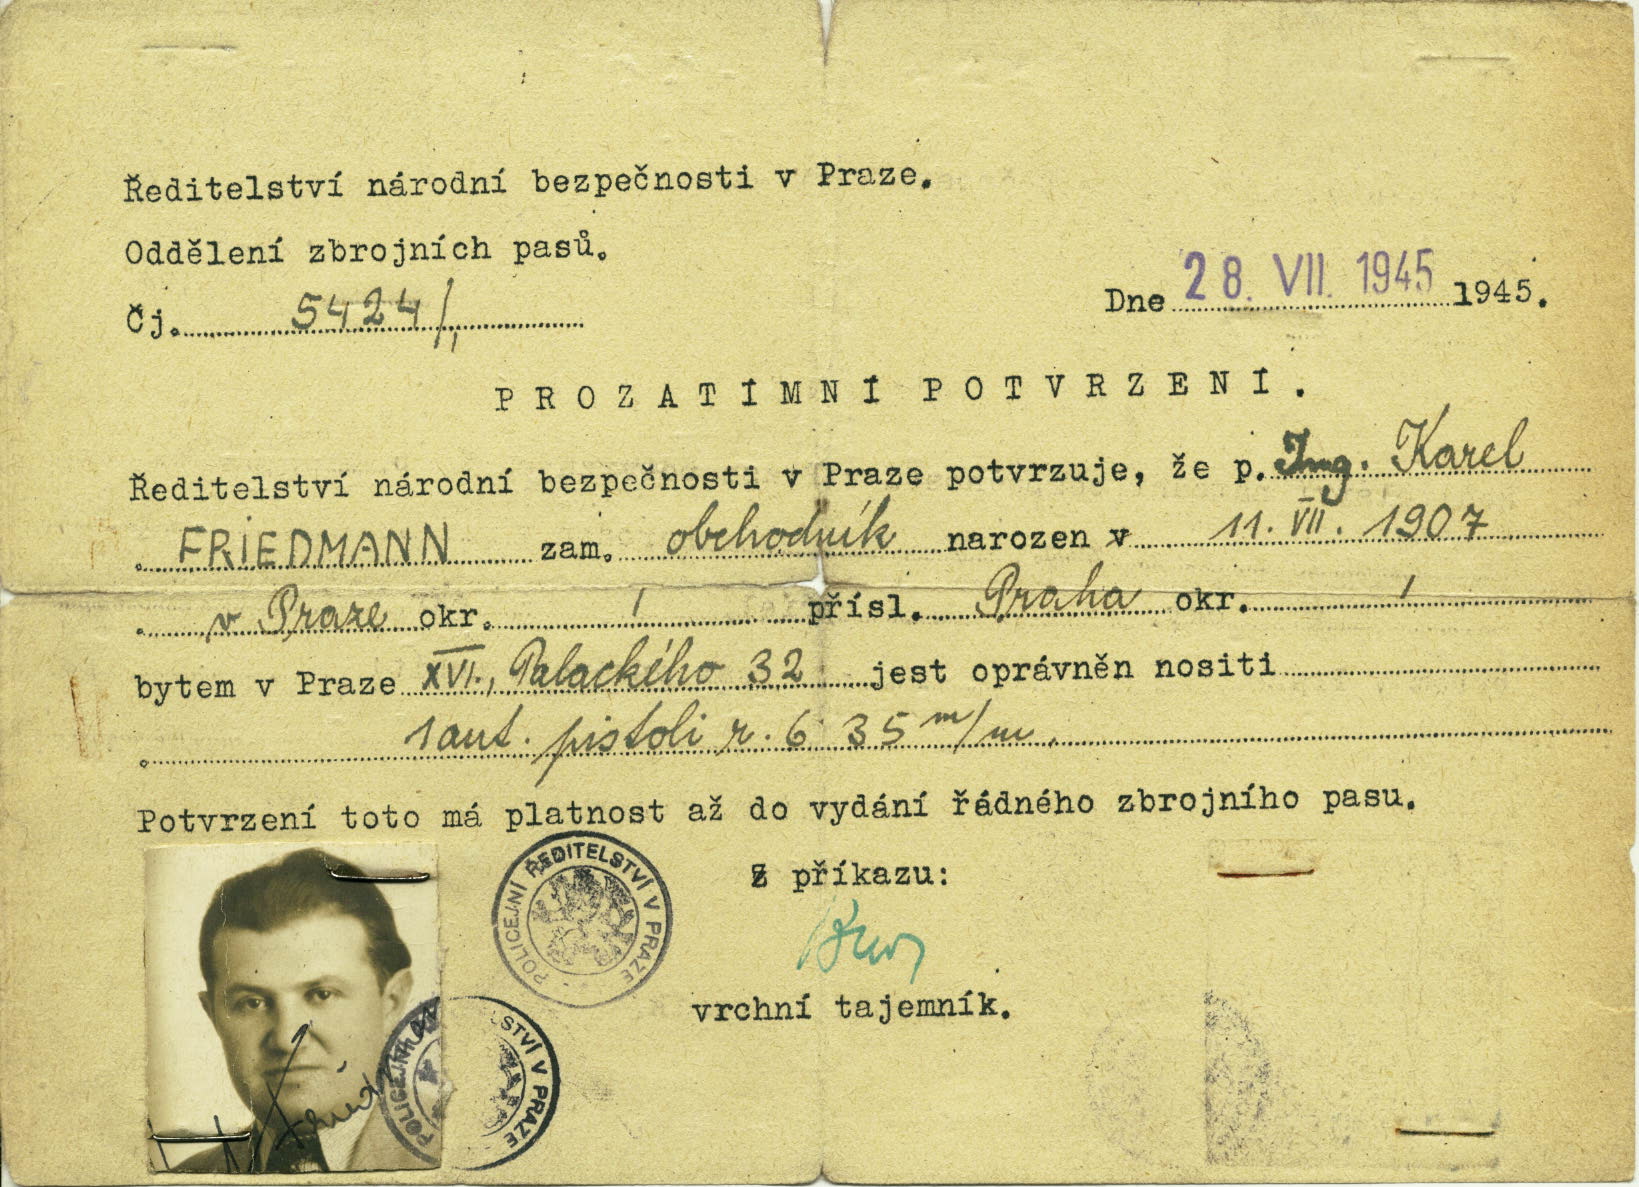 Ředitelství národní bezpečnosti v Praze.
Oddělení zbrojních pasů.
Čj. 5424/,
Dne 28. VII. 1945 1945.
PROZATÍMNÍ POTVRZENÍ.
Ředitelství národní bezpečnosti v Praze potvrzuje, že p. Ing. Karel
FRIEDMANN zam. obchodník narozen v 11. VII. 1907
v Praze okr. / přísl. Praha okr. /
bytem v Praze XVI., Palackého 32 jest oprávněn nositi
1 aut. pistoli r. 6 35 m/m.
Potvrzení toto má platnost až do vydání řádného zbrojního pasu.
POLICEJNÍ ŘEDITELSTVÍ V PRAZE
Z příkazu:
vrchní tajemník.
POLICEJNÍ STVÍ V PRAZE